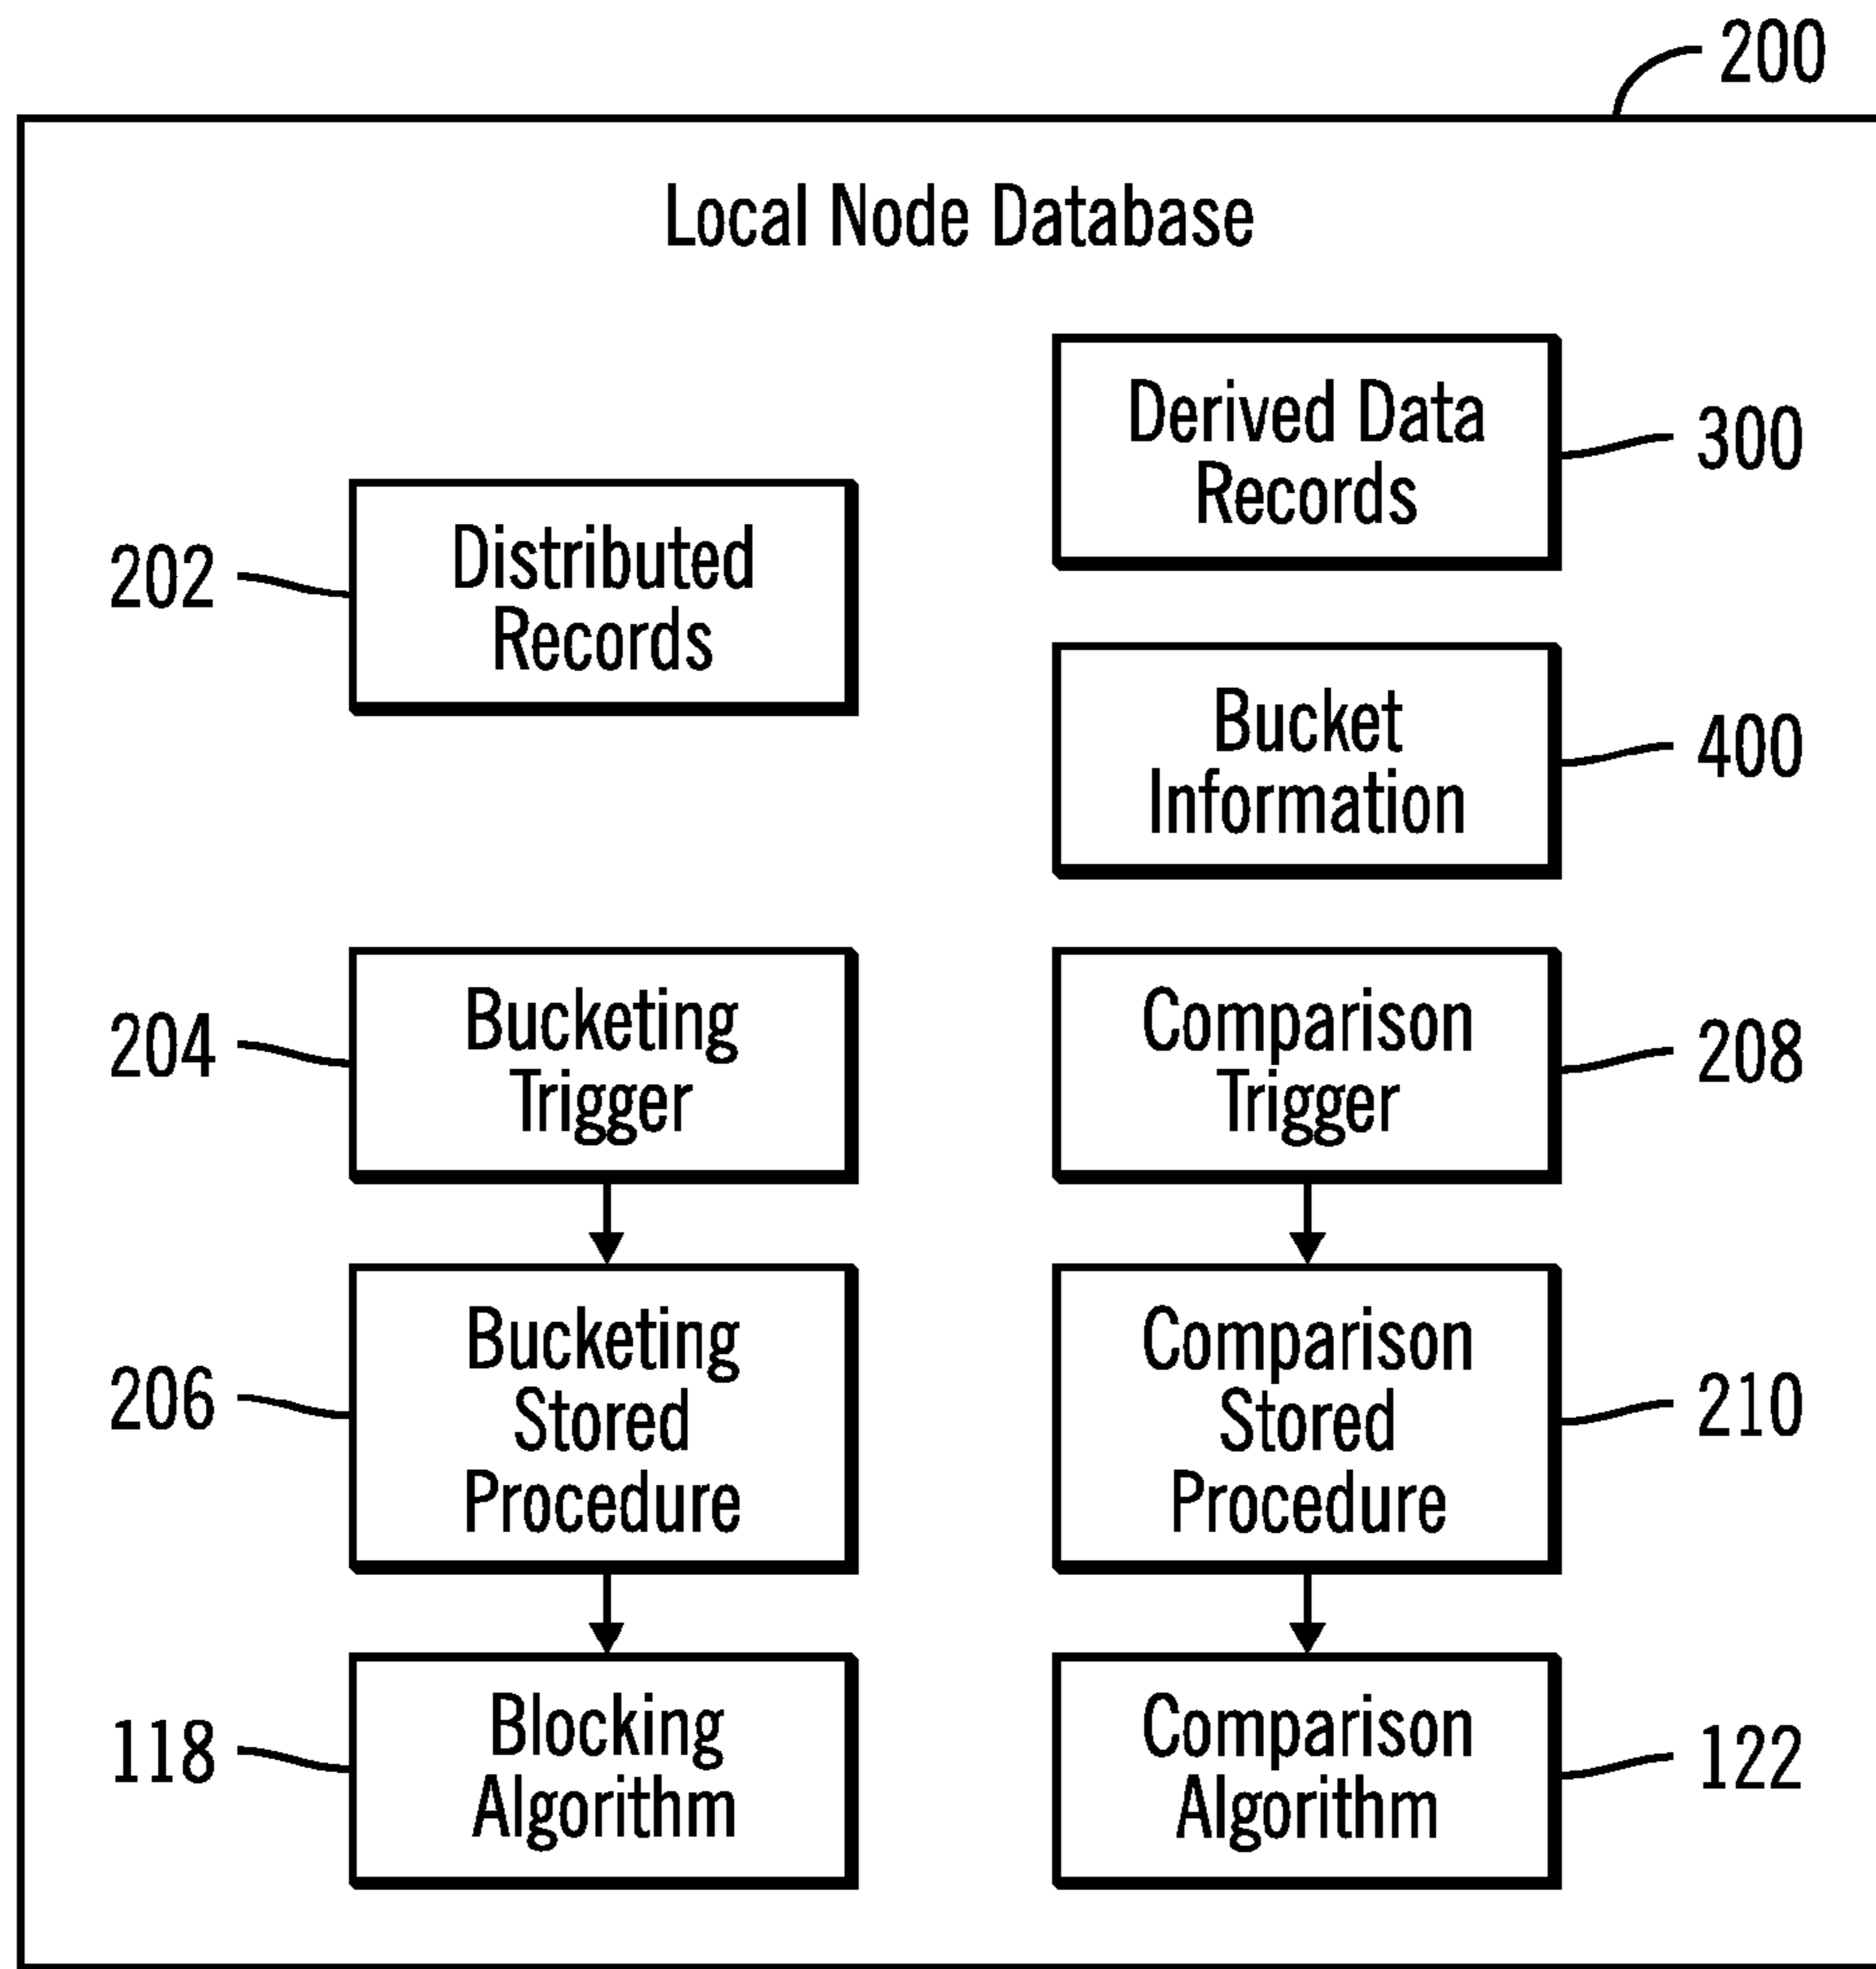 200
Local Node Database
Derived Data
Records
300
202
Distributed
Records
Bucket
Information
400
204
Bucketing
Trigger
Comparison
Trigger
208
206
Bucketing
Stored
Procedure
Comparison
Stored
Procedure
210
118
Blocking
Algorithm
Comparison
Algorithm
122